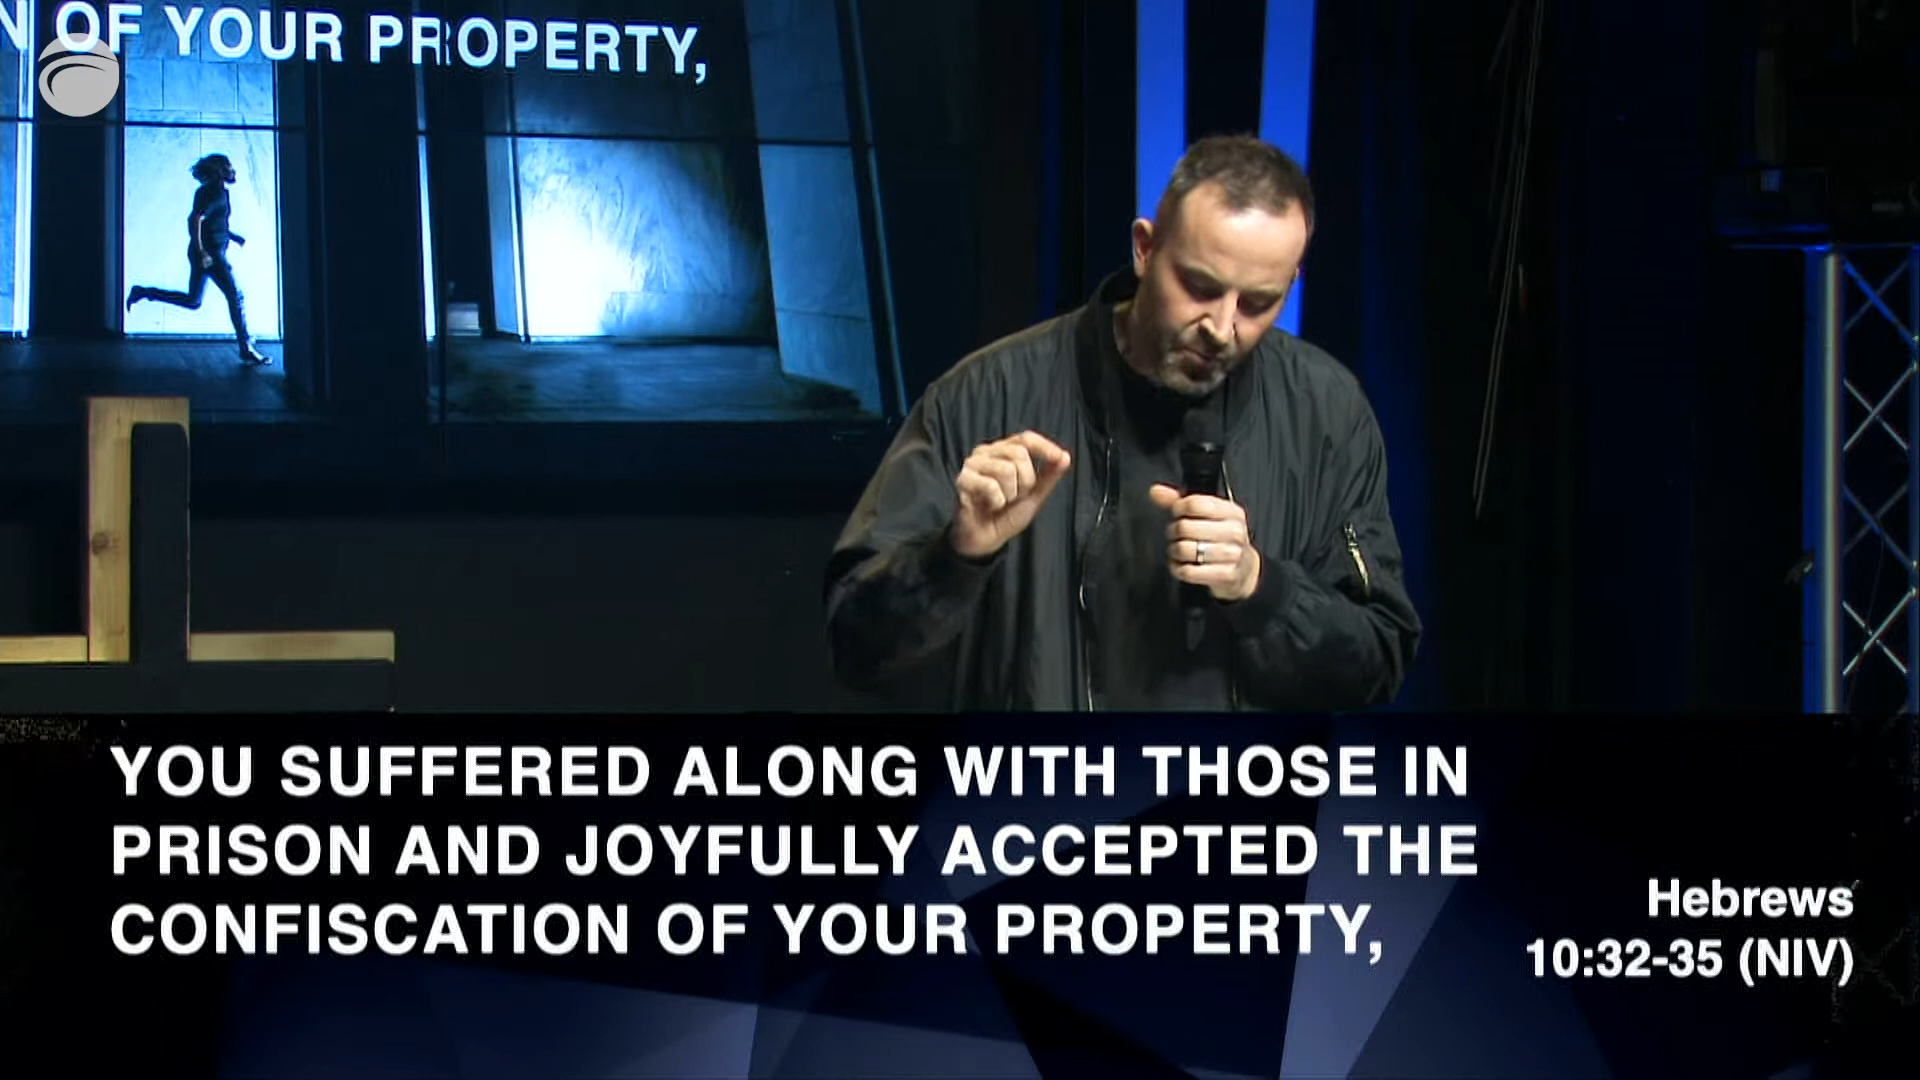 N OF YOUR PROPERTY,
YOU SUFFERED ALONG WITH THOSE IN
PRISON AND JOYFULLY ACCEPTED THE
CONFISCATION OF YOUR PROPERTY,
Hebrews
10:32-35 (NIV)